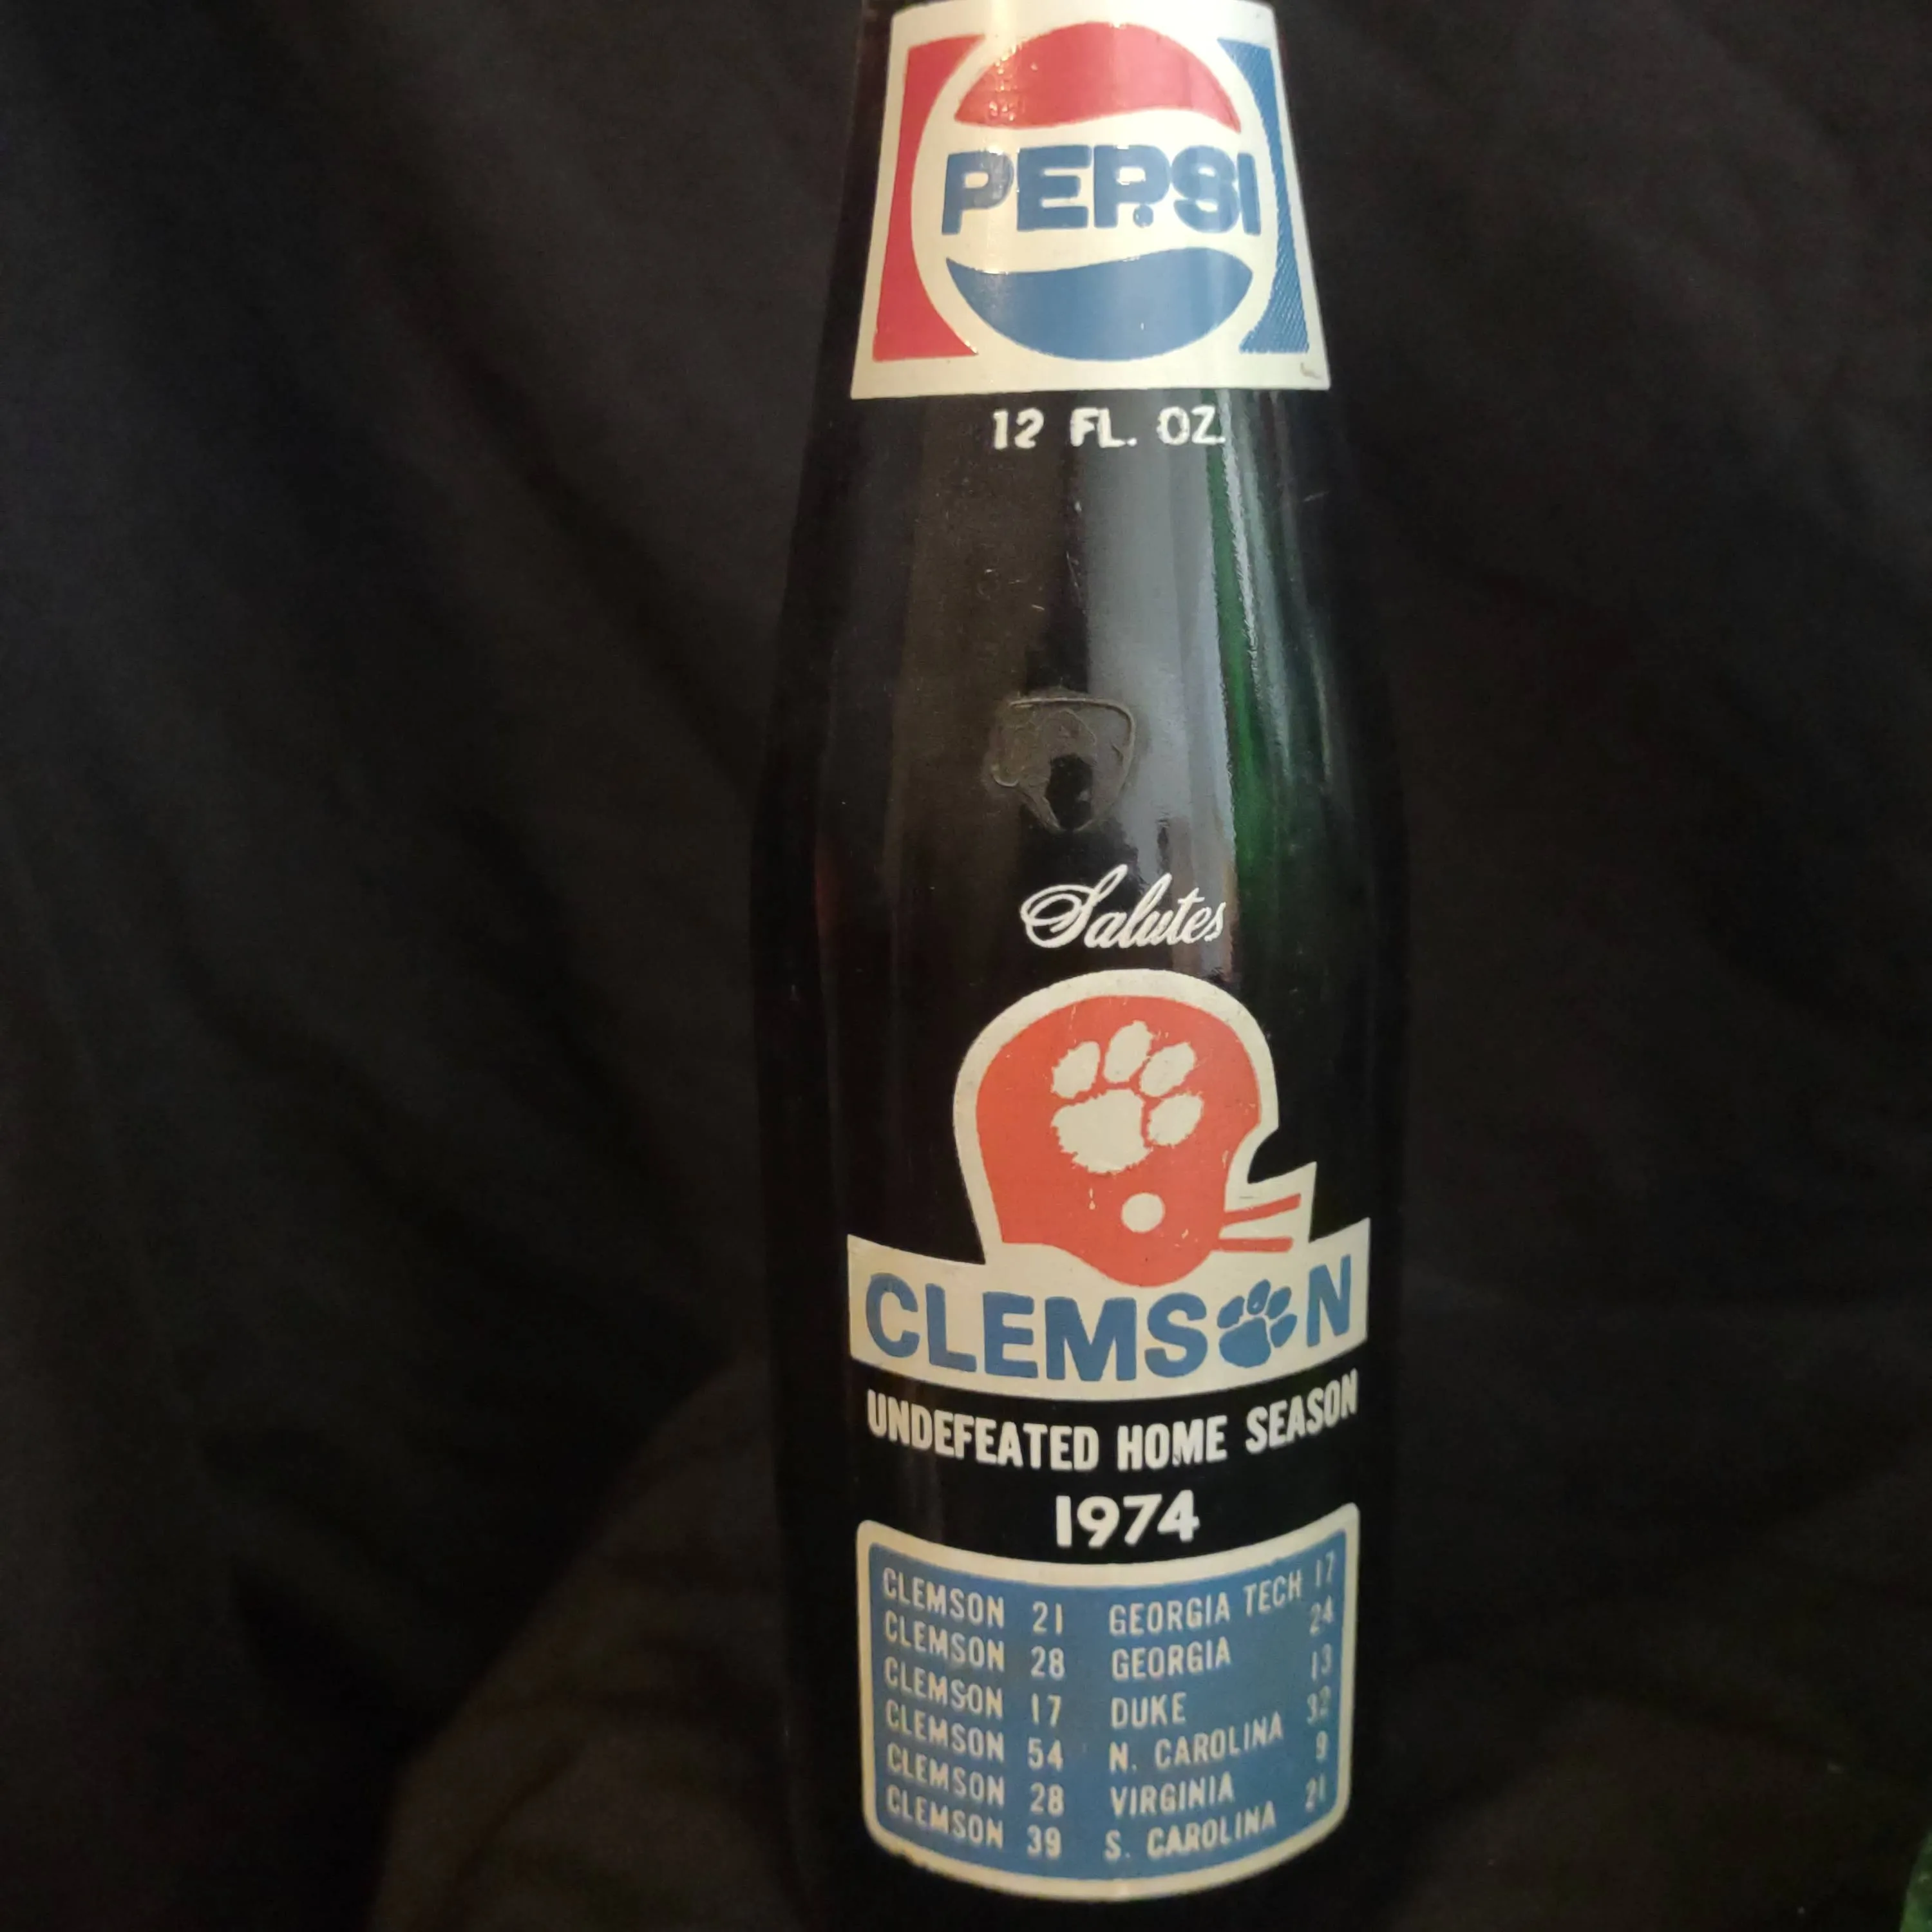 PEPSI
12 FL. OZ.
Salutes
CLEMSON
UNDEFEATED HOME SEASON
1974
CLEMSON 21 GEORGIA TECH 17
CLEMSON 28 GEORGIA 24
CLEMSON 17 DUKE 13
CLEMSON 54 N. CAROLINA 32
CLEMSON 28 VIRGINIA 9
CLEMSON 39 S. CAROLINA 21